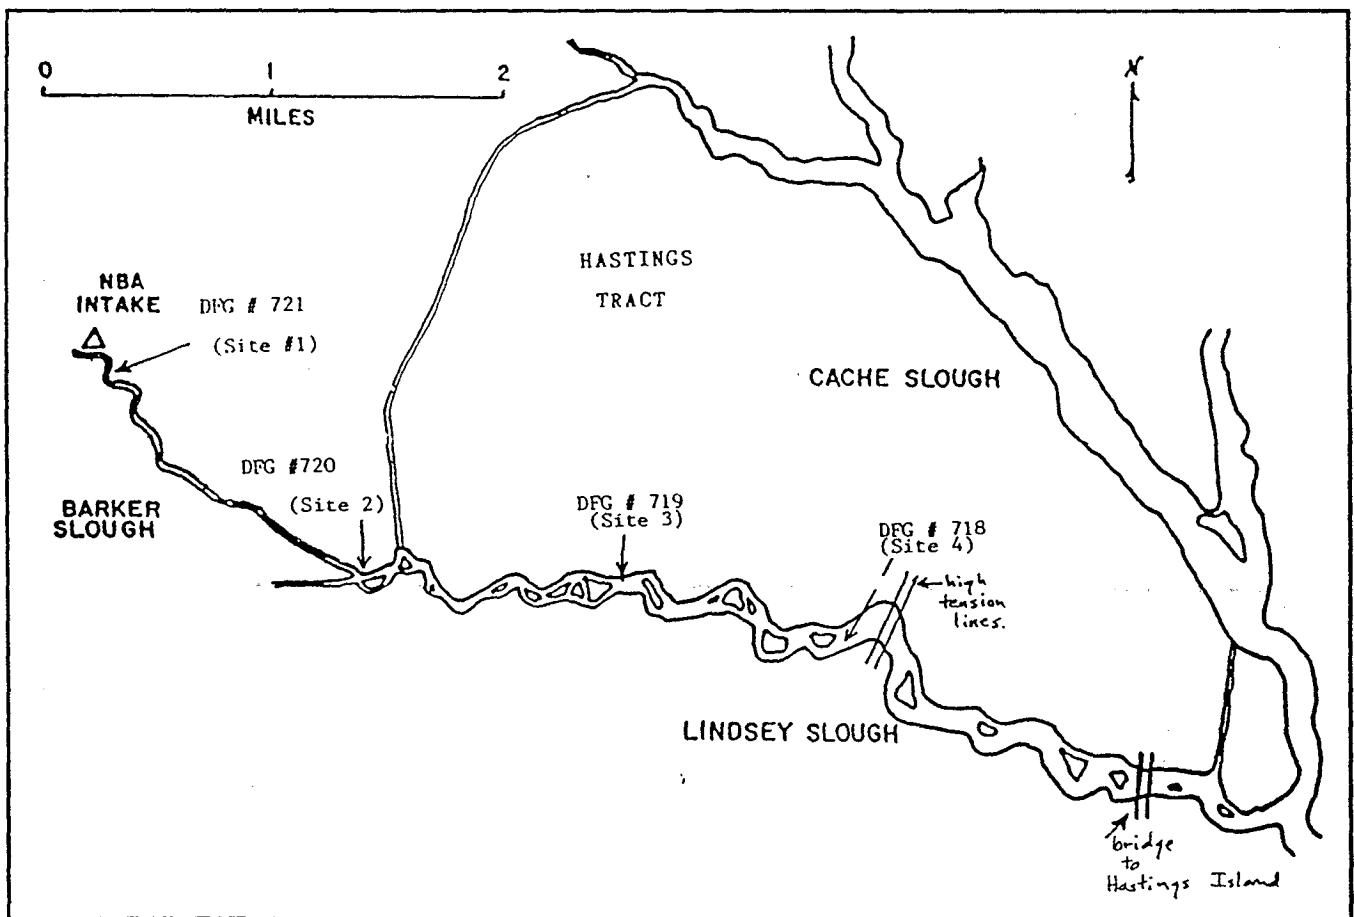 0 1 2
MILES
N
HASTINGS
TRACT
NBA
INTAKE
DFG # 721
(Site #1)
CACHE SLOUGH
DFG #720
(Site 2)
BARKER
SLOUGH
DFG # 719
(Site 3)
DFG # 718
(Site 4)
high
tension
lines.
LINDSEY SLOUGH
bridge
to
Hastings Island